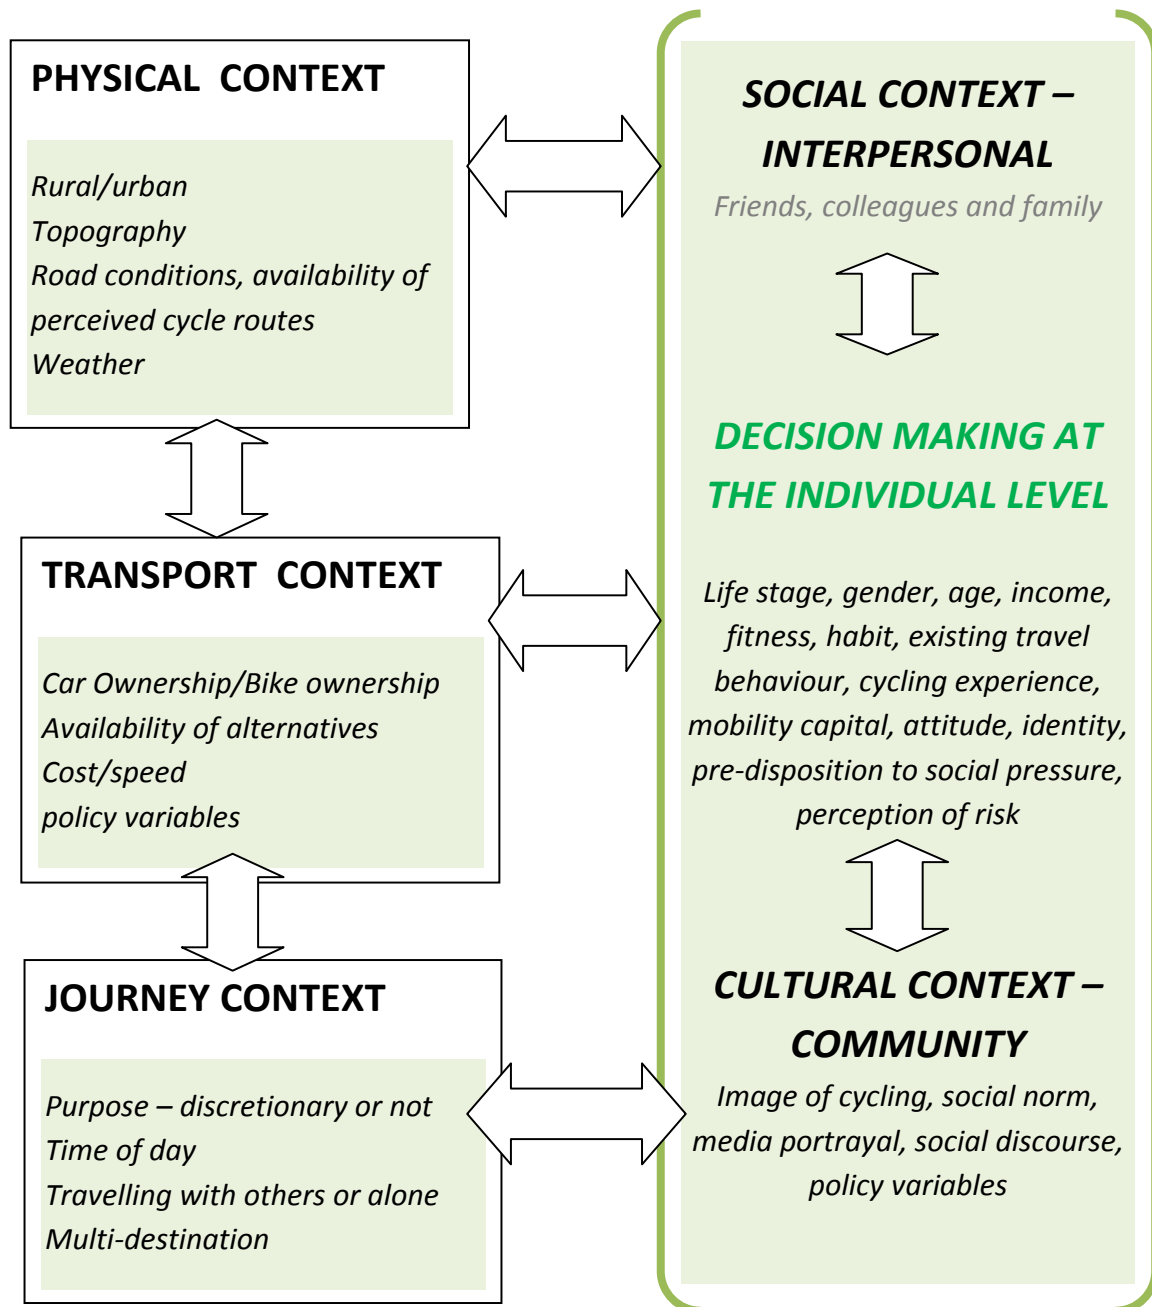 PHYSICAL CONTEXT
Rural/urban
Topography
Road conditions, availability of
perceived cycle routes
Weather
TRANSPORT CONTEXT
Car Ownership/Bike ownership
Availability of alternatives
Cost/speed
policy variables
JOURNEY CONTEXT
Purpose – discretionary or not
Time of day
Travelling with others or alone
Multi-destination
SOCIAL CONTEXT –
INTERPERSONAL
Friends, colleagues and family
DECISION MAKING AT
THE INDIVIDUAL LEVEL
Life stage, gender, age, income,
fitness, habit, existing travel
behaviour, cycling experience,
mobility capital, attitude, identity,
pre-disposition to social pressure,
perception of risk
CULTURAL CONTEXT –
COMMUNITY
Image of cycling, social norm,
media portrayal, social discourse,
policy variables